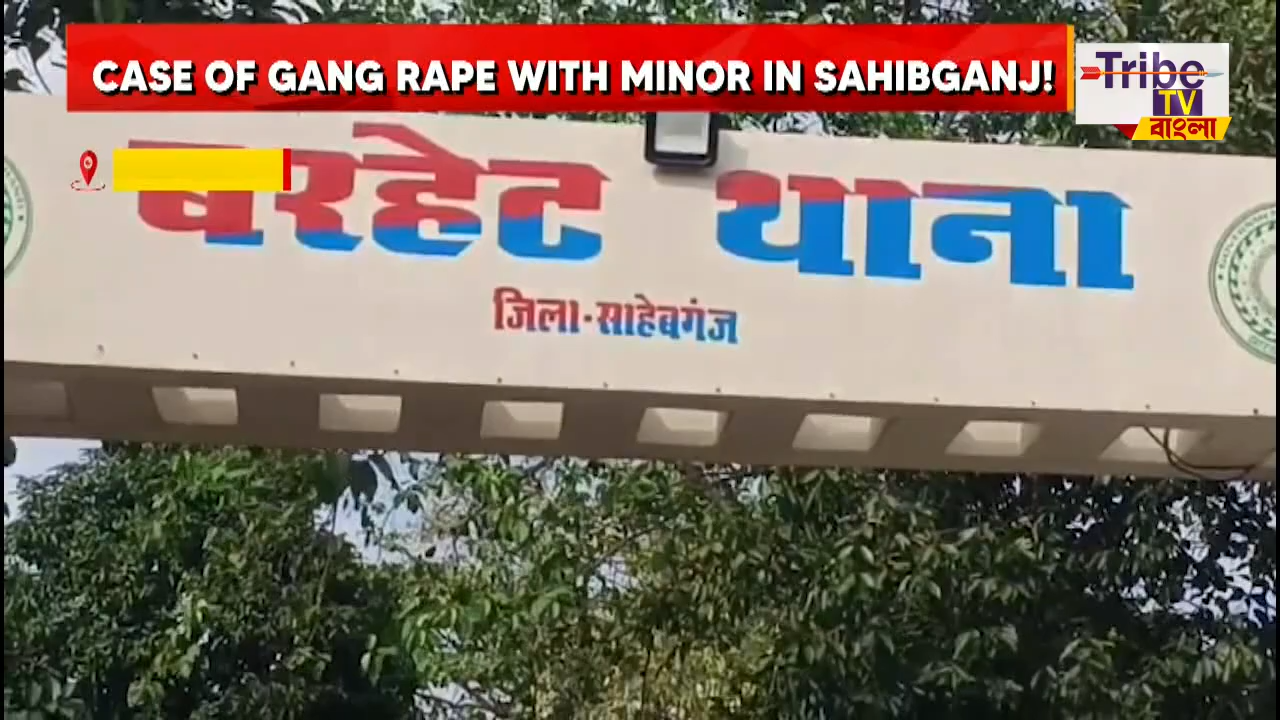 CASE OF GANG RAPE WITH MINOR IN SAHIBGANJ!
Tribe
TV
বাংলা
बरहेट थाना
जिला-साहेबगंज